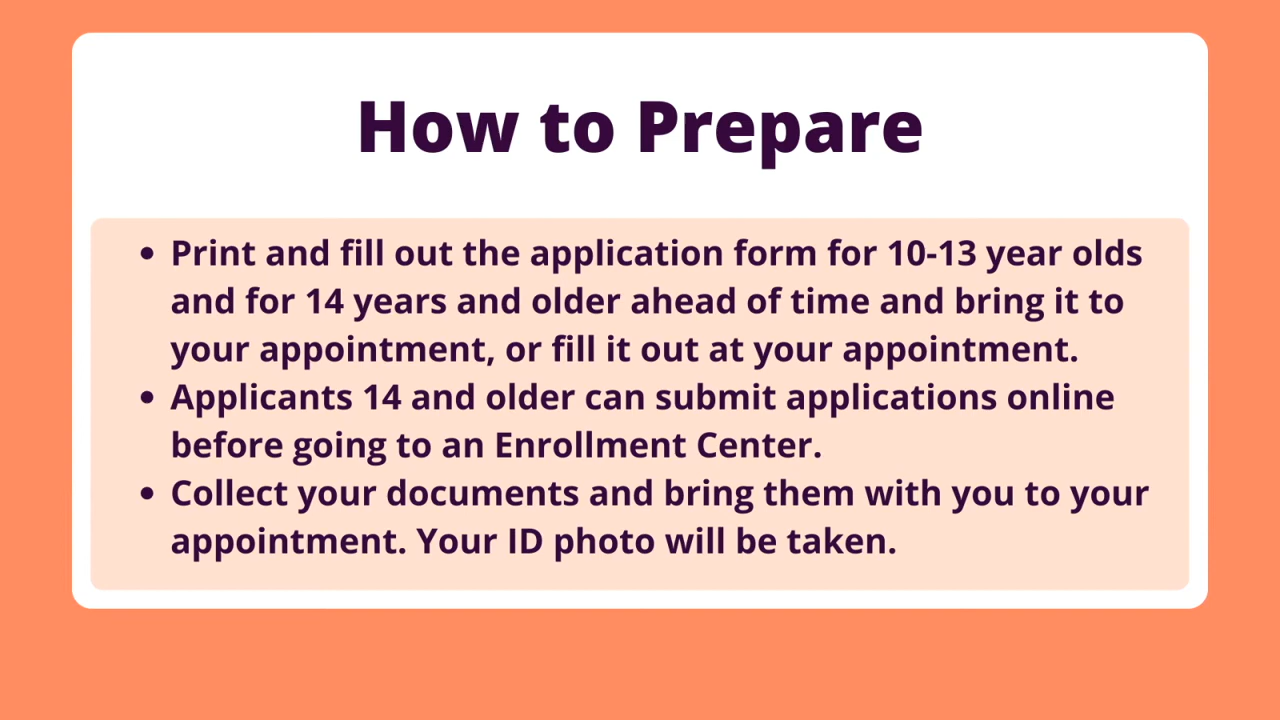 How to Prepare
• Print and fill out the application form for 10-13 year olds
and for 14 years and older ahead of time and bring it to
your appointment, or fill it out at your appointment.
• Applicants 14 and older can submit applications online
before going to an Enrollment Center.
• Collect your documents and bring them with you to your
appointment. Your ID photo will be taken.